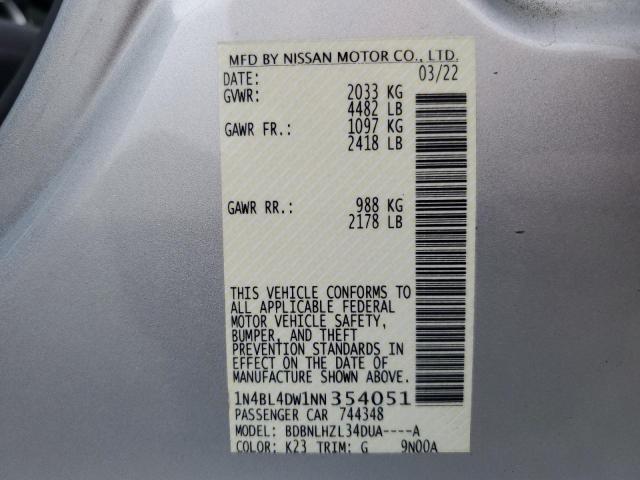 MFD BY NISSAN MOTOR CO., LTD.
DATE: 03/22
GVWR: 2033 KG
4482 LB
GAWR FR.: 1097 KG
2418 LB
GAWR RR.: 988 KG
2178 LB
THIS VEHICLE CONFORMS TO
ALL APPLICABLE FEDERAL
MOTOR VEHICLE SAFETY,
BUMPER, AND THEFT
PREVENTION STANDARDS IN
EFFECT ON THE DATE OF
MANUFACTURE SHOWN ABOVE.
1N4BL4DW1NN354051
PASSENGER CAR 744348
MODEL: BDBNLHZL34DUA----A
COLOR: K23 TRIM: G 9N00A